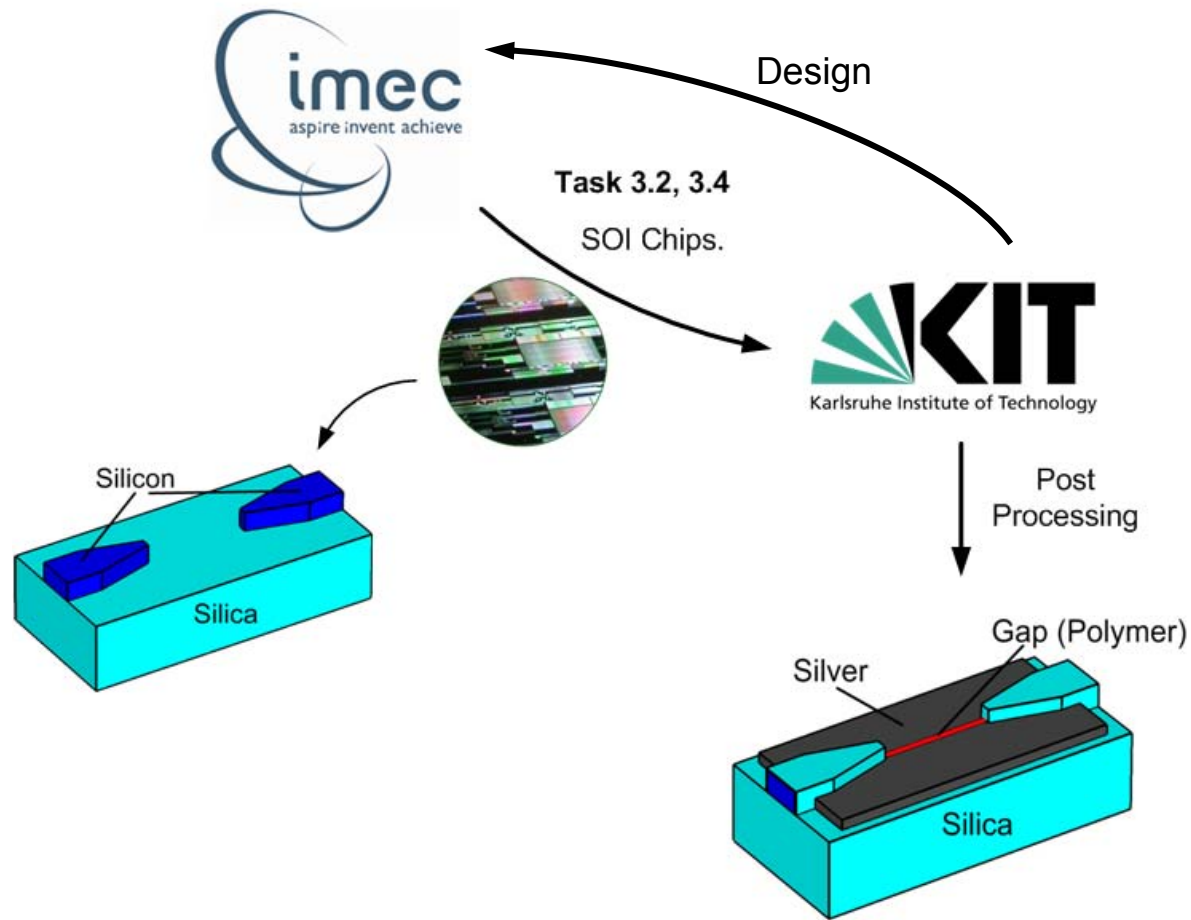 imec
aspire invent achieve
Design
Task 3.2, 3.4
SOI Chips.
KIT
Karlsruhe Institute of Technology
Silicon
Silica
Post
Processing
Gap (Polymer)
Silver
Silica